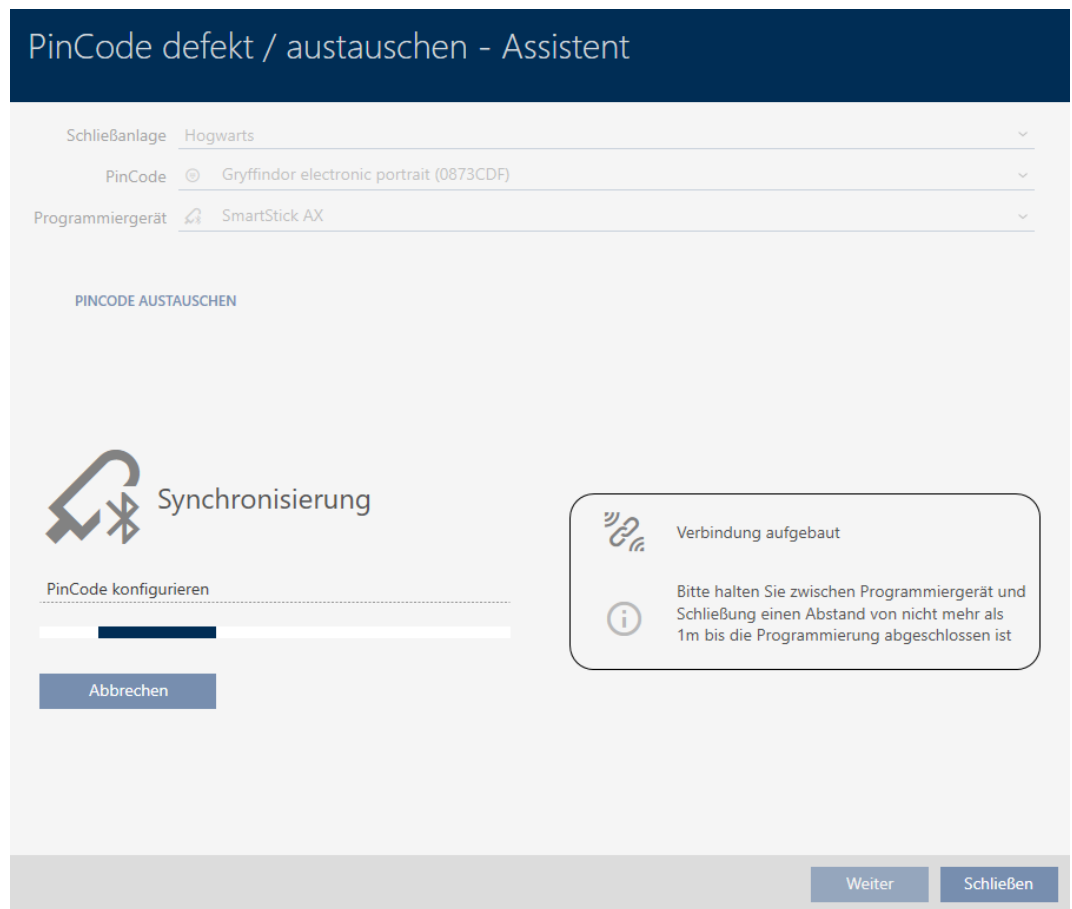 PinCode defekt / austauschen - Assistent
Schließanlage Hogwarts
PinCode Gryffindor electronic portrait (0873CDF)
Programmiergerät SmartStick AX
PINCODE AUSTAUSCHEN
Synchronisierung
PinCode konfigurieren
Abbrechen
Verbindung aufgebaut
Bitte halten Sie zwischen Programmiergerät und
Schließung einen Abstand von nicht mehr als
1m bis die Programmierung abgeschlossen ist
Weiter
Schließen